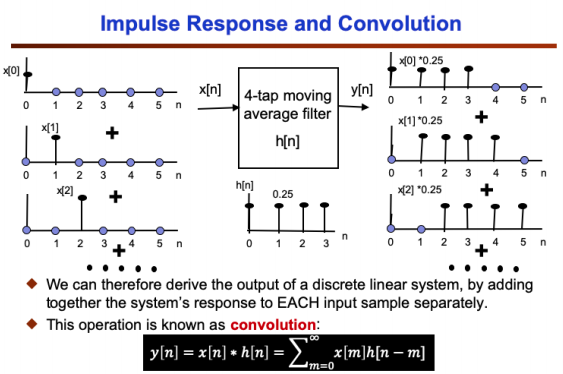 Impulse Response and Convolution
x[0]
0 1 2 3 4 5 n
x[1]
+
0 1 2 3 4 5 n
x[2]
+
0 1 2 3 4 5 n
+
x[n]
4-tap moving
average filter
h[n]
y[n]
h[n]
0.25
0 1 2 3 n
x[0] *0.25
0 1 2 3 4 5 n
+
x[1] *0.25
0 1 2 3 4 5 n
+
x[2] *0.25
0 1 2 3 4 5 n
+
We can therefore derive the output of a discrete linear system, by adding
together the system's response to EACH input sample separately.
This operation is known as convolution:
y[n] = x[n] ∗ h[n] = ∑_{m=0}^{∞} x[m]h[n − m]